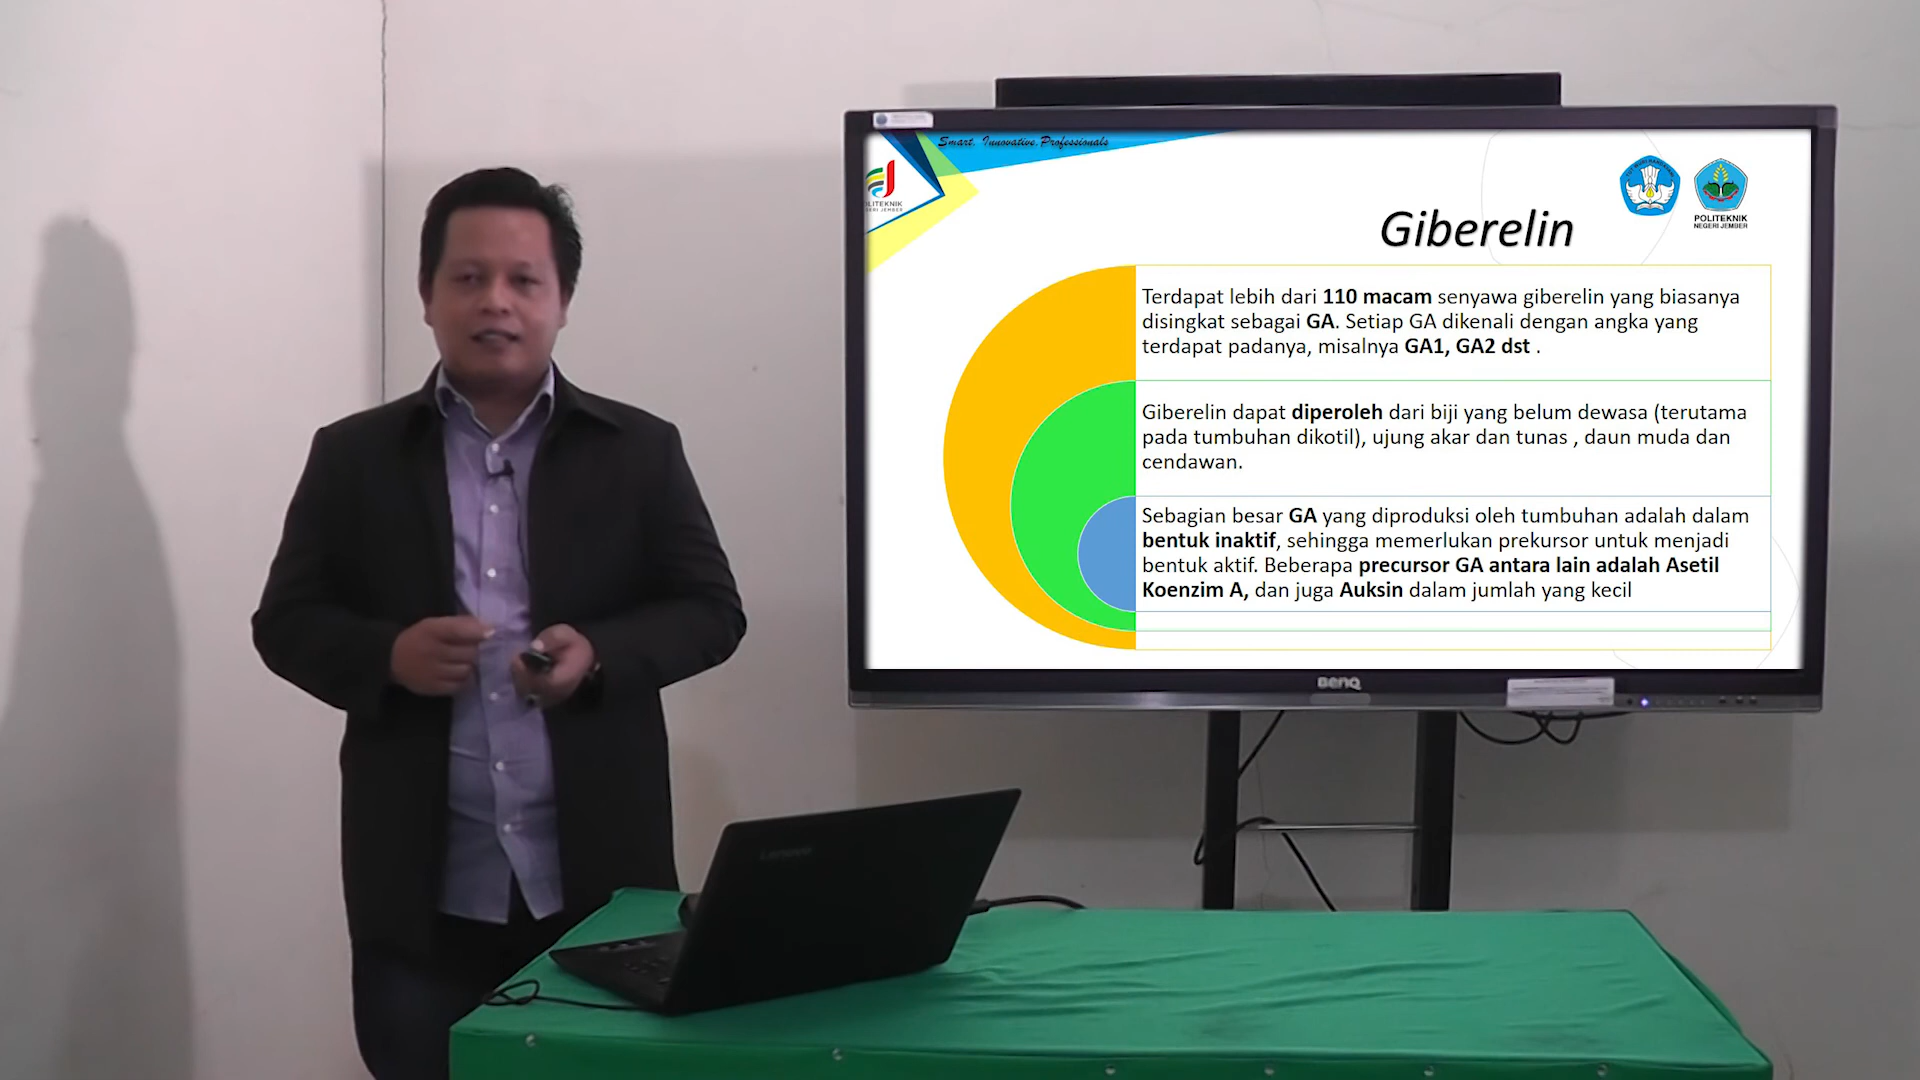 Smart, Innovative, Professionals
POLITEKNIK
NEGERI JEMBER
Giberelin
Terdapat lebih dari 110 macam senyawa giberelin yang biasanya
disingkat sebagai GA. Setiap GA dikenali dengan angka yang
terdapat padanya, misalnya GA1, GA2 dst .
Giberelin dapat diperoleh dari biji yang belum dewasa (terutama
pada tumbuhan dikotil), ujung akar dan tunas , daun muda dan
cendawan.
Sebagian besar GA yang diproduksi oleh tumbuhan adalah dalam
bentuk inaktif, sehingga memerlukan prekursor untuk menjadi
bentuk aktif. Beberapa precursor GA antara lain adalah Asetil
Koenzim A, dan juga Auksin dalam jumlah yang kecil
BenQ
Lenovo